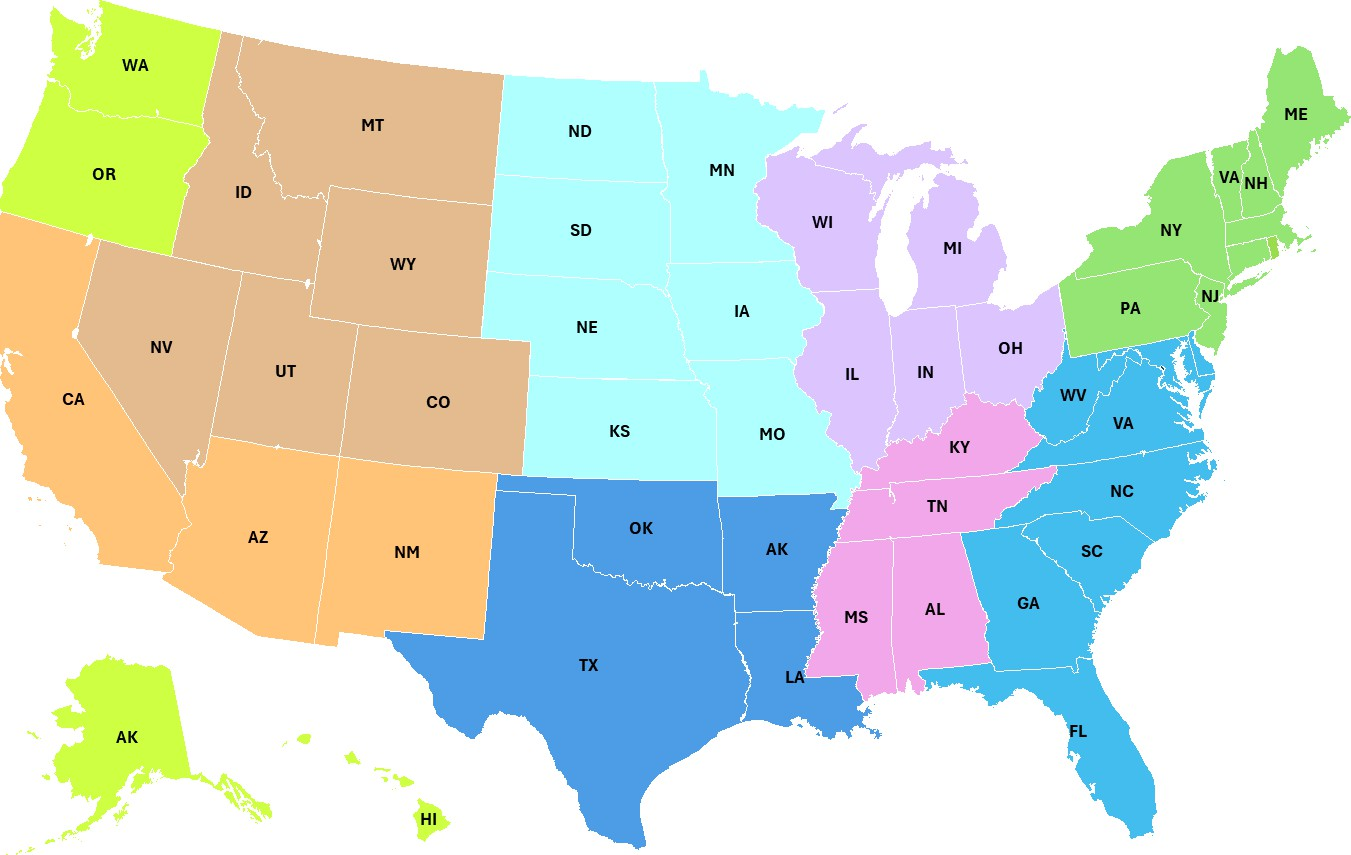 WA
MT
ND
MN
ME
OR
ID
WI
MI
VA
NH
NY
SD
WY
IA
NE
PA
NJ
NV
UT
CO
IL
IN
OH
CA
KS
MO
KY
WV
VA
AZ
NM
OK
AK
TN
NC
SC
MS
AL
GA
TX
LA
FL
AK
HI